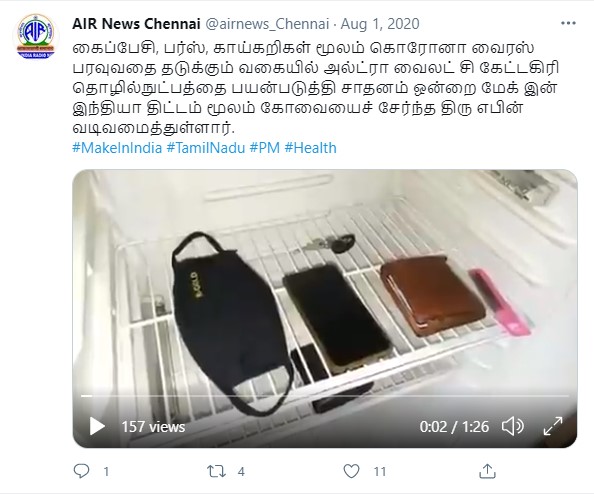 AIR News Chennai @airnews_Chennai · Aug 1, 2020
கைப்பேசி, பர்ஸ், காய்கறிகள் மூலம் கொரோனா வைரஸ்
பரவுவதை தடுக்கும் வகையில் அல்ட்ரா வைலட் சி கேட்டகிரி
தொழில்நுட்பத்தை பயன்படுத்தி சாதனம் ஒன்றை மேக் இன்
இந்தியா திட்டம் மூலம் கோவையைச் சேர்ந்த திரு எபின்
வடிவமைத்துள்ளார்.
#MakeInIndia #TamilNadu #PM #Health
157 views
0:02 / 1:26
1 4 11